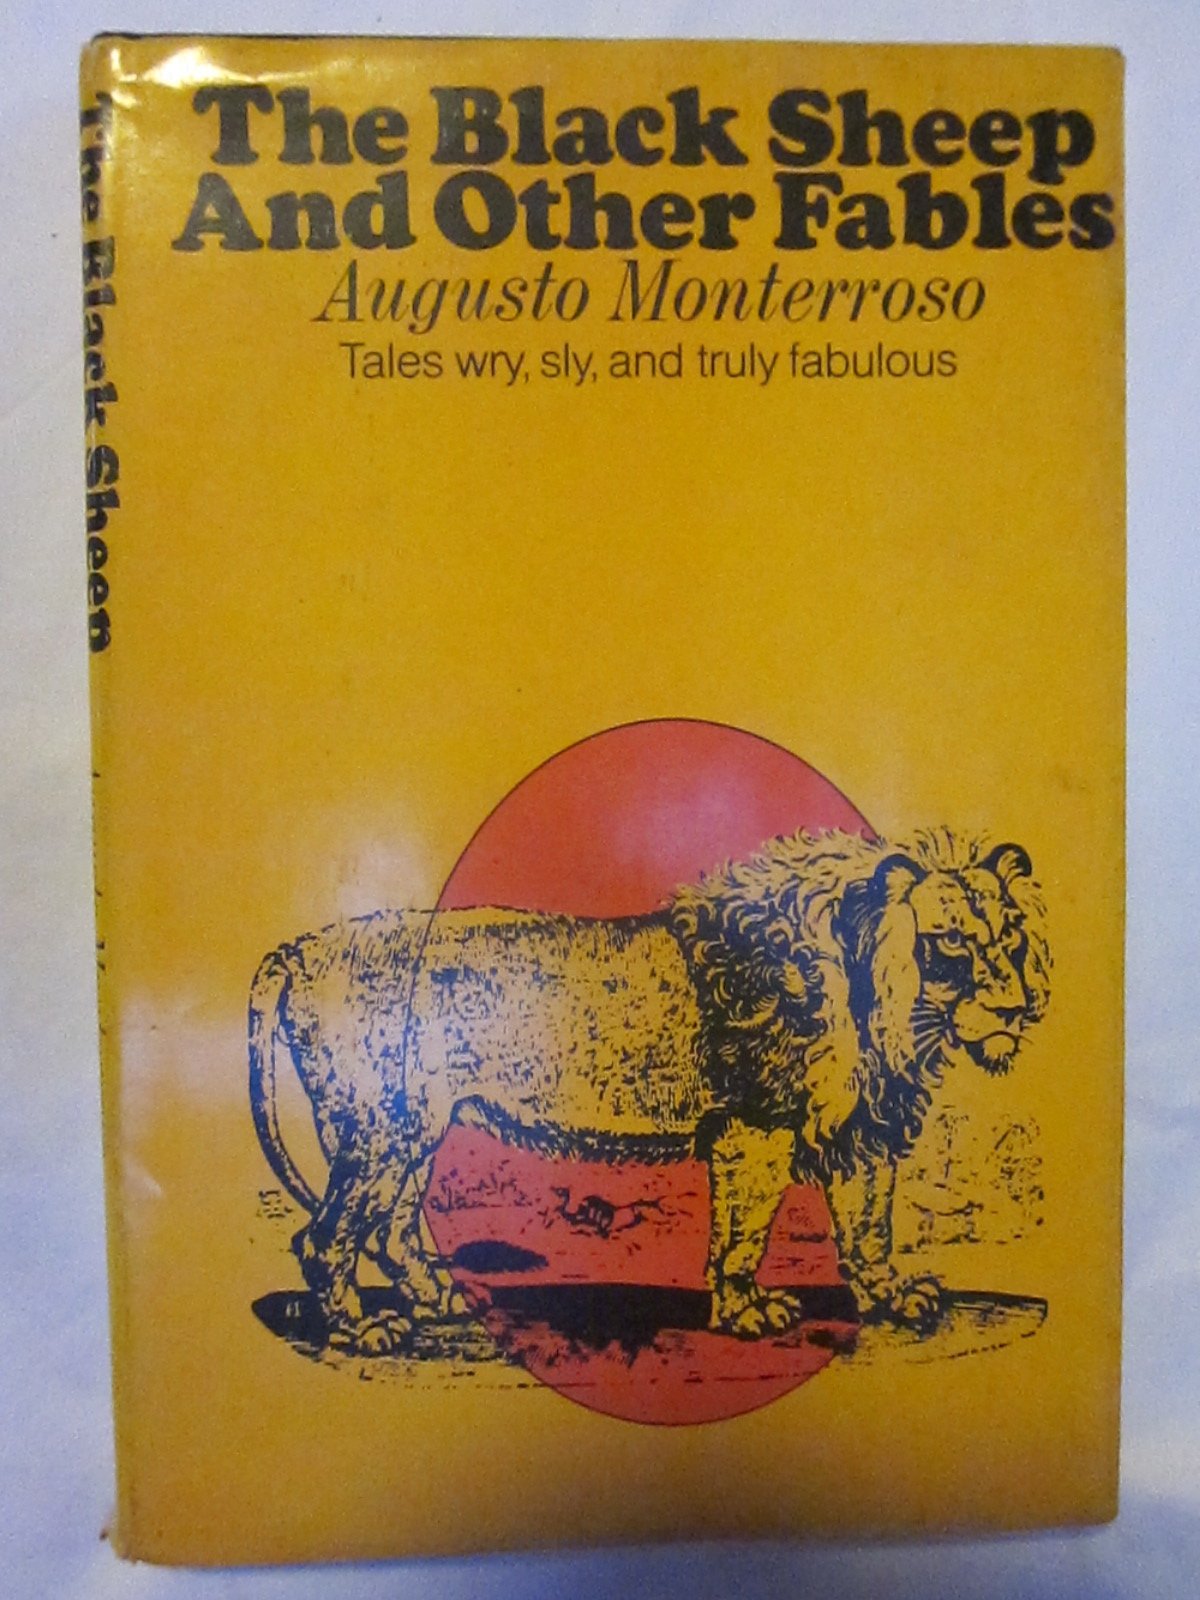 The Black Sheep
And Other Fables
Augusto Monterroso
Tales wry, sly, and truly fabulous
The Black Sheep